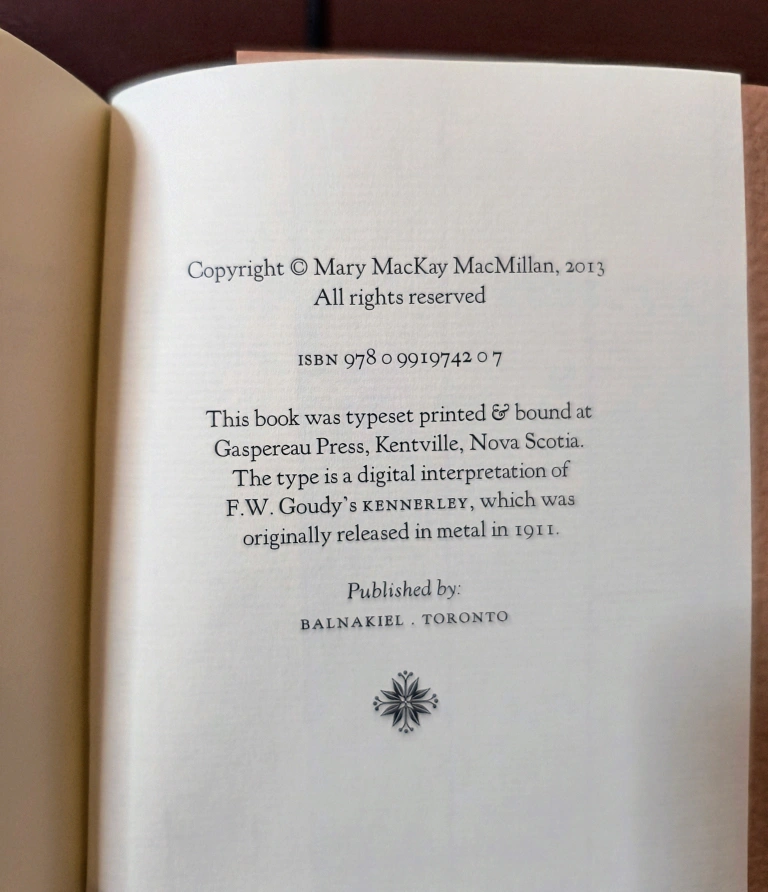 Copyright © Mary MacKay MacMillan, 2013
All rights reserved
ISBN 978 0 9919742 0 7
This book was typeset printed & bound at
Gaspereau Press, Kentville, Nova Scotia.
The type is a digital interpretation of
F.W. Goudy's KENNERLEY, which was
originally released in metal in 1911.
Published by:
BALNAKIEL . TORONTO